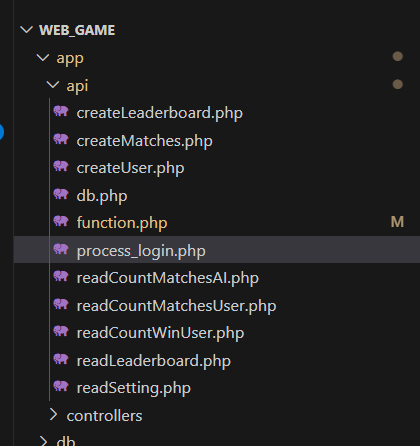 WEB_GAME
app
api
createLeaderboard.php
createMatches.php
createUser.php
db.php
function.php M
process_login.php
readCountMatchesAI.php
readCountMatchesUser.php
readCountWinUser.php
readLeaderboard.php
readSetting.php
controllers
db